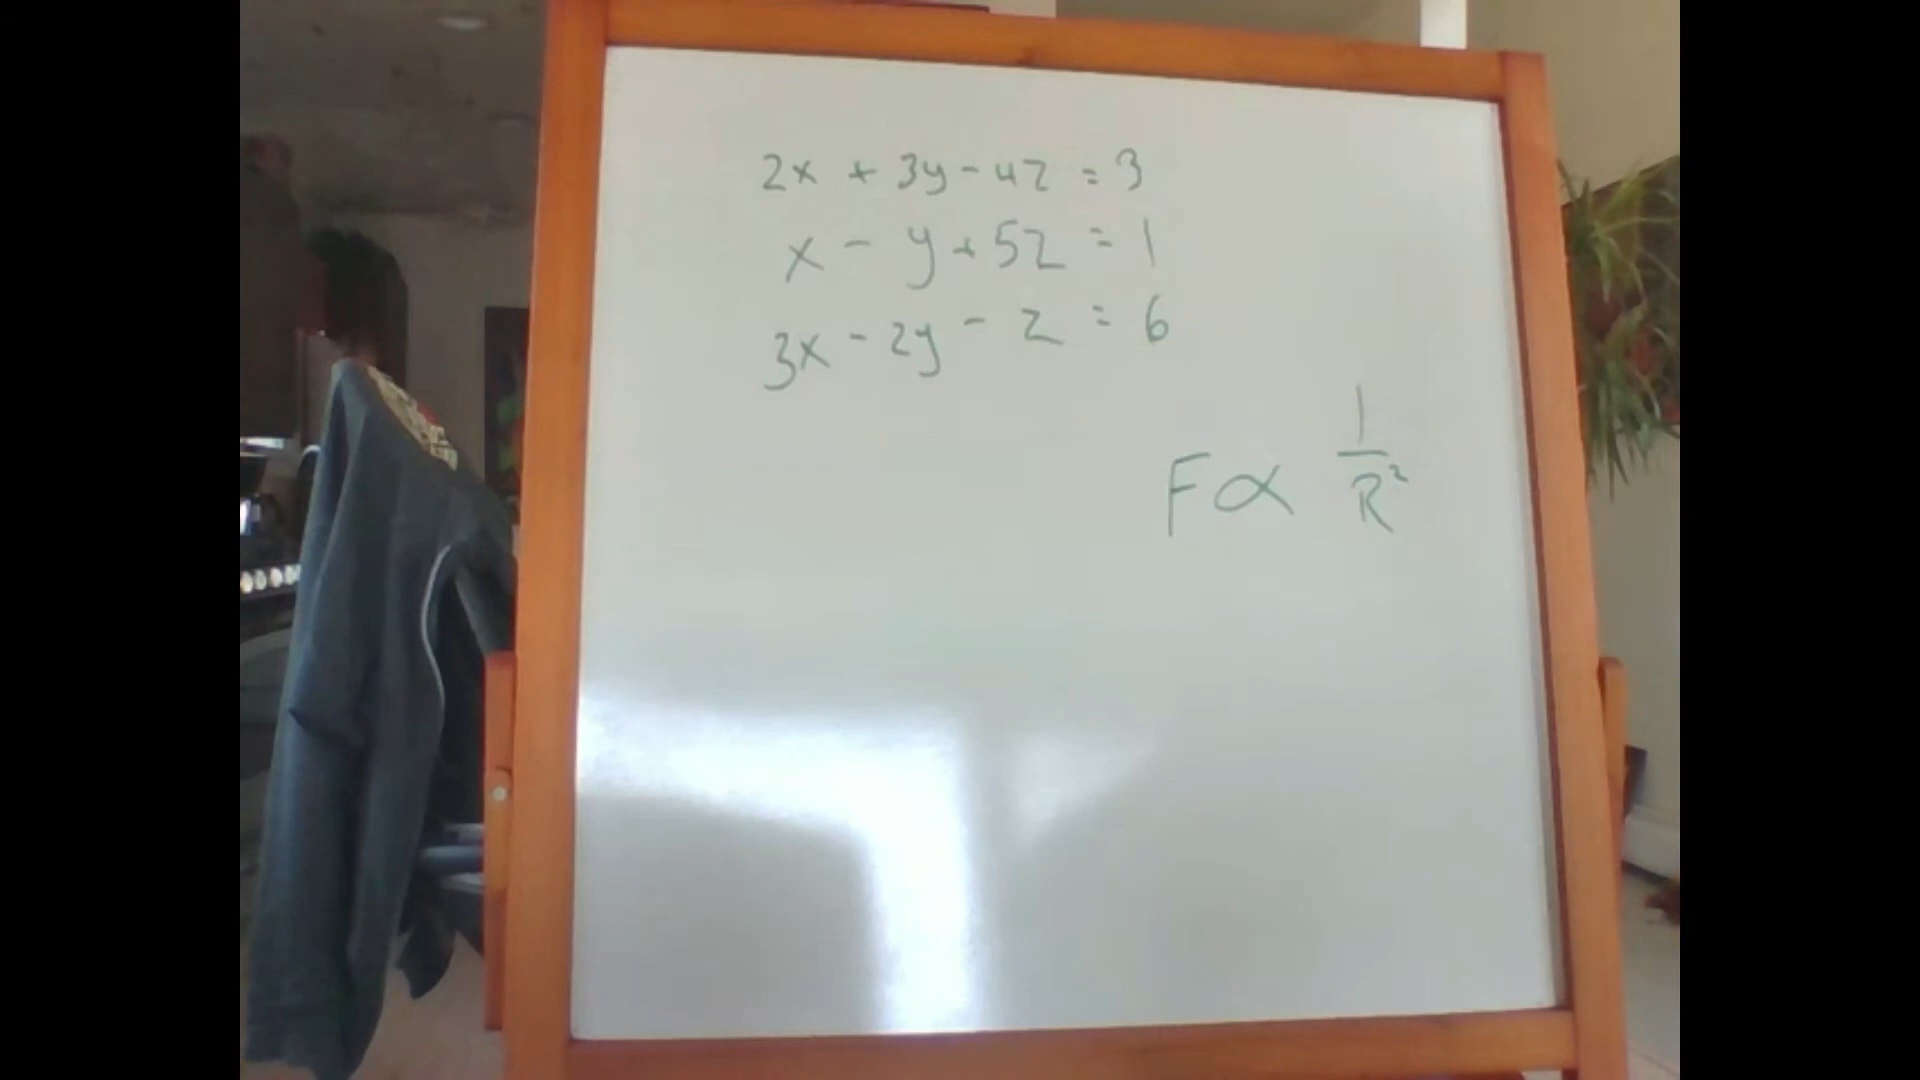 2x + 3y - 4z = 3
x - y + 5z = 1
3x - 2y - z = 6
F ∝ 1/R²